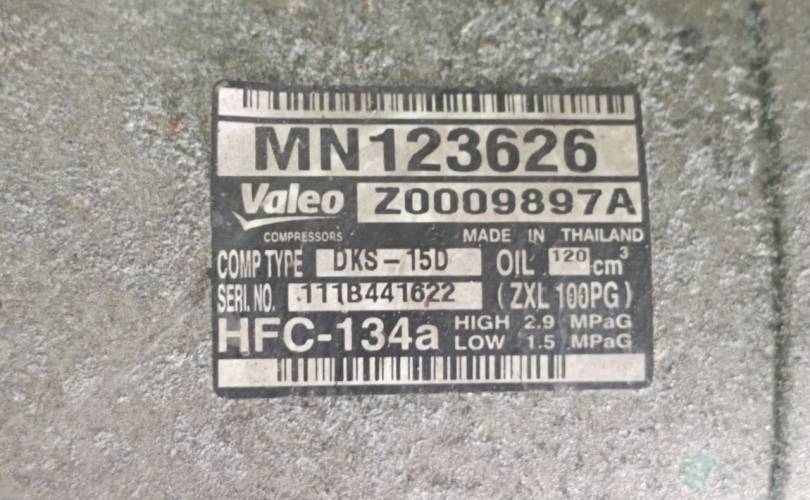 MN123626
Valeo Z0009897A
COMPRESSORS MADE IN THAILAND
COMP TYPE DKS-15D OIL 120 cm³
SERI. NO. 111B441622 (ZXL 100PG)
HFC-134a HIGH 2.9 MPaG
LOW 1.5 MPaG